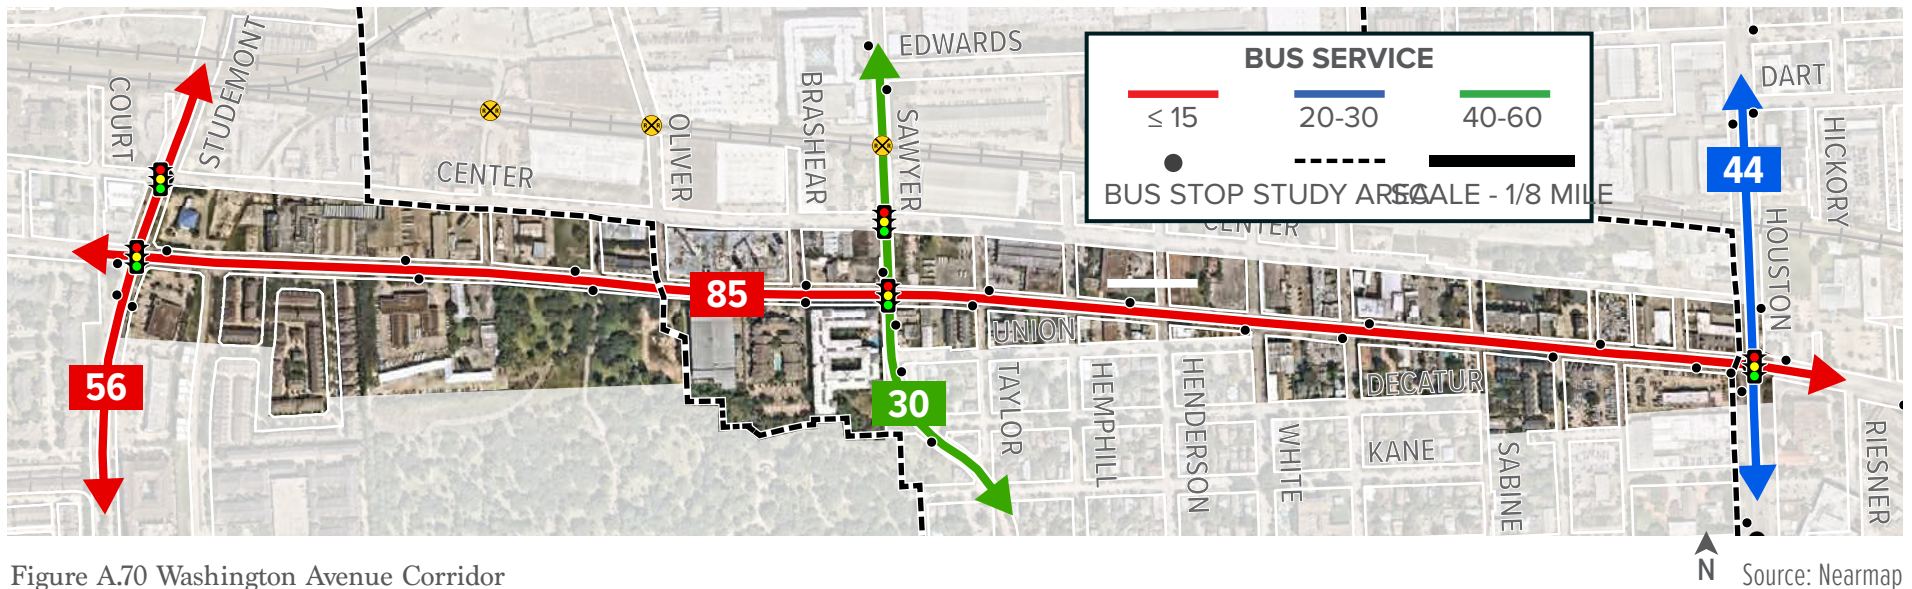 COURT
STUDEMONT
CENTER
OLIVER
BRASHEAR
SAWYER
EDWARDS
BUS SERVICE
≤ 15
20-30
40-60
BUS STOP
STUDY AREA
SCALE - 1/8 MILE
CENTER
DART
HICKORY
44
HOUSTON
85
56
30
UNION
TAYLOR
HEMPHILL
HENDERSON
WHITE
DECATUR
KANE
SABINE
RIESNER
N
Figure A.70 Washington Avenue Corridor
Source: Nearmap